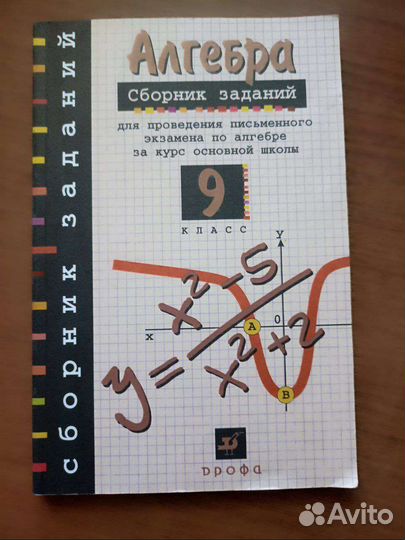 Алгебра
Сборник заданий
для проведения письменного
экзамена по алгебре
за курс основной школы
9
КЛАСС
сборник заданий
y = x²-5 / x²+2
y
x
0
A
B
Дрофа
Avito